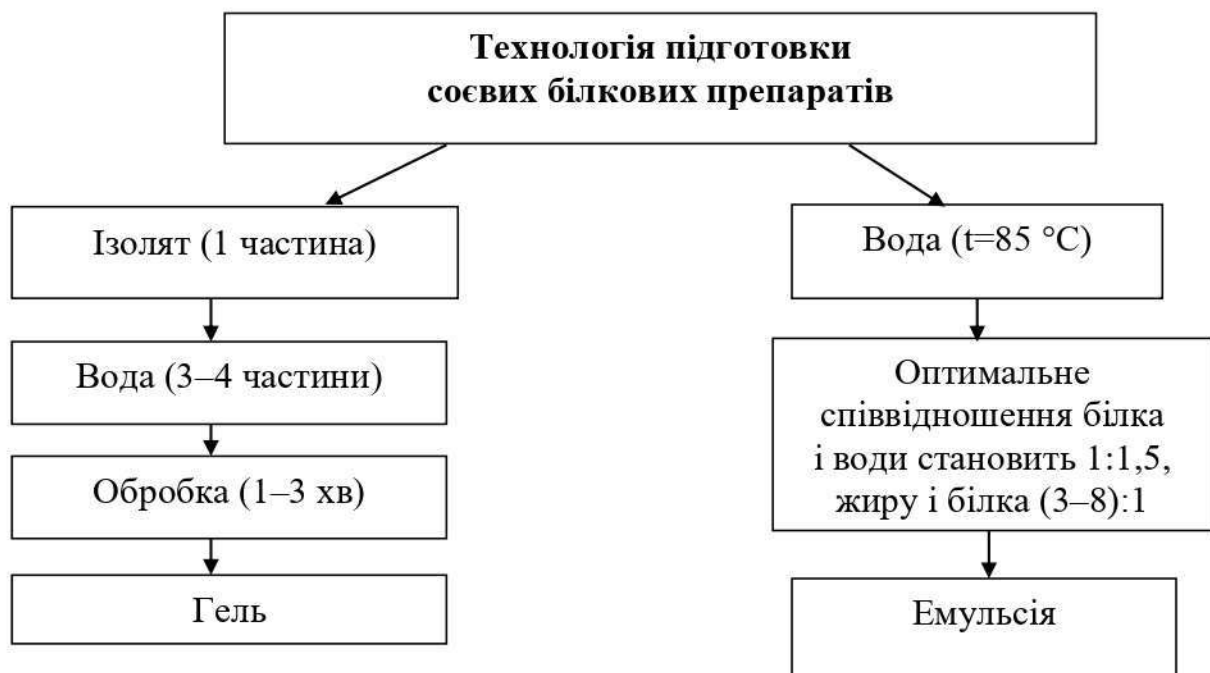 Технологія підготовки
соєвих білкових препаратів
Ізолят (1 частина)
Вода (3–4 частини)
Обробка (1–3 хв)
Гель
Вода (t=85 °С)
Оптимальне
співвідношення білка
і води становить 1:1,5,
жиру і білка (3–8):1
Емульсія